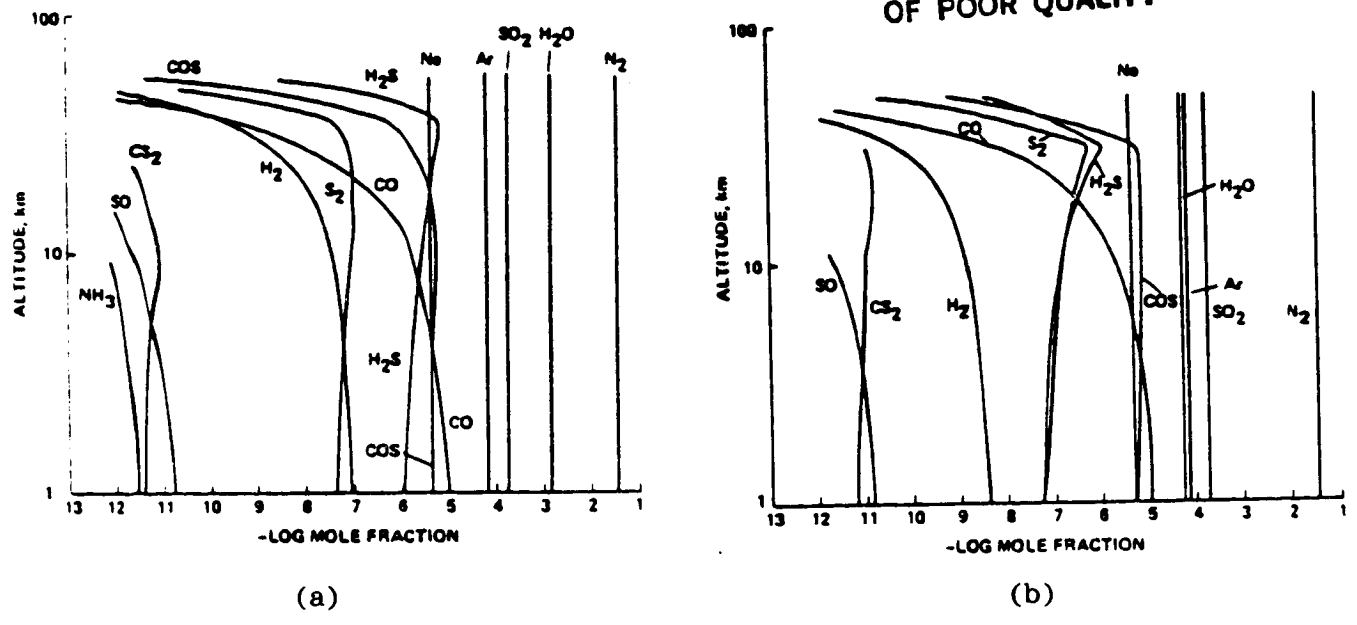 OF POOR QUALITY
100
10
1
ALTITUDE, km
COS
H2S
Ne
Ar
SO2
H2O
N2
CS2
SO
NH3
H2
S2
CO
H2S
COS
CO
13 12 11 10 9 8 7 6 5 4 3 2 1
-LOG MOLE FRACTION
(a)
100
10
1
ALTITUDE, km
Ne
CO
S2
H2S
H2O
SO
CS2
H2
COS
Ar
SO2
N2
13 12 11 10 9 8 7 6 5 4 3 2 1
-LOG MOLE FRACTION
(b)